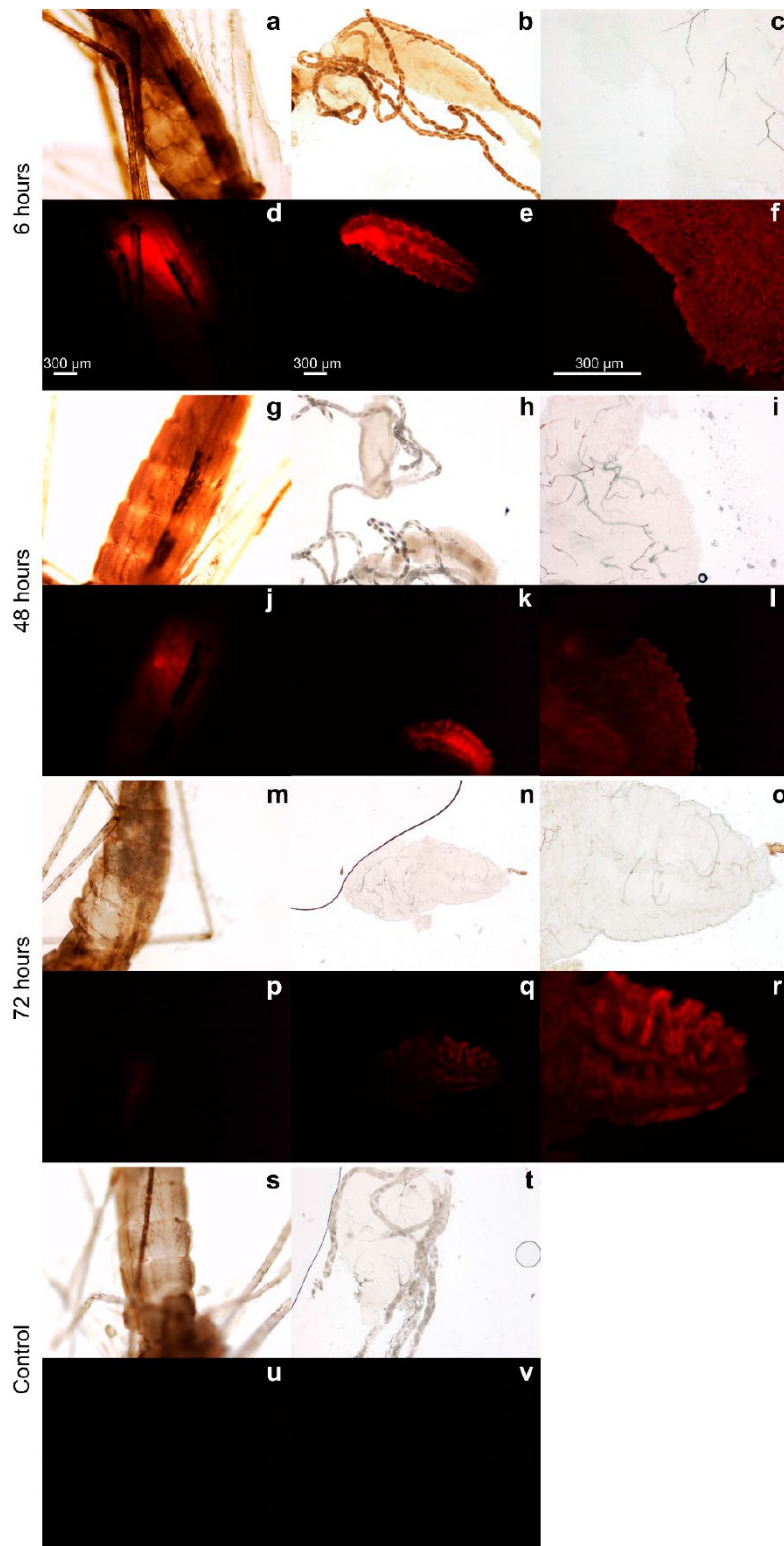 a b c
6 hours
d e f
300 µm 300 µm 300 µm
g h i
48 hours
j k l
m n o
72 hours
p q r
s t
Control
u v